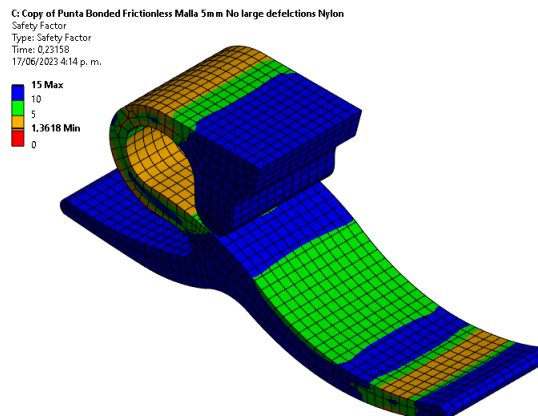 C: Copy of Punta Bonded Frictionless Malla 5mm No large defelctions Nylon
Safety Factor
Type: Safety Factor
Time: 0,23158
17/06/2023 4:14 p. m.
15 Max
10
5
1,3618 Min
0